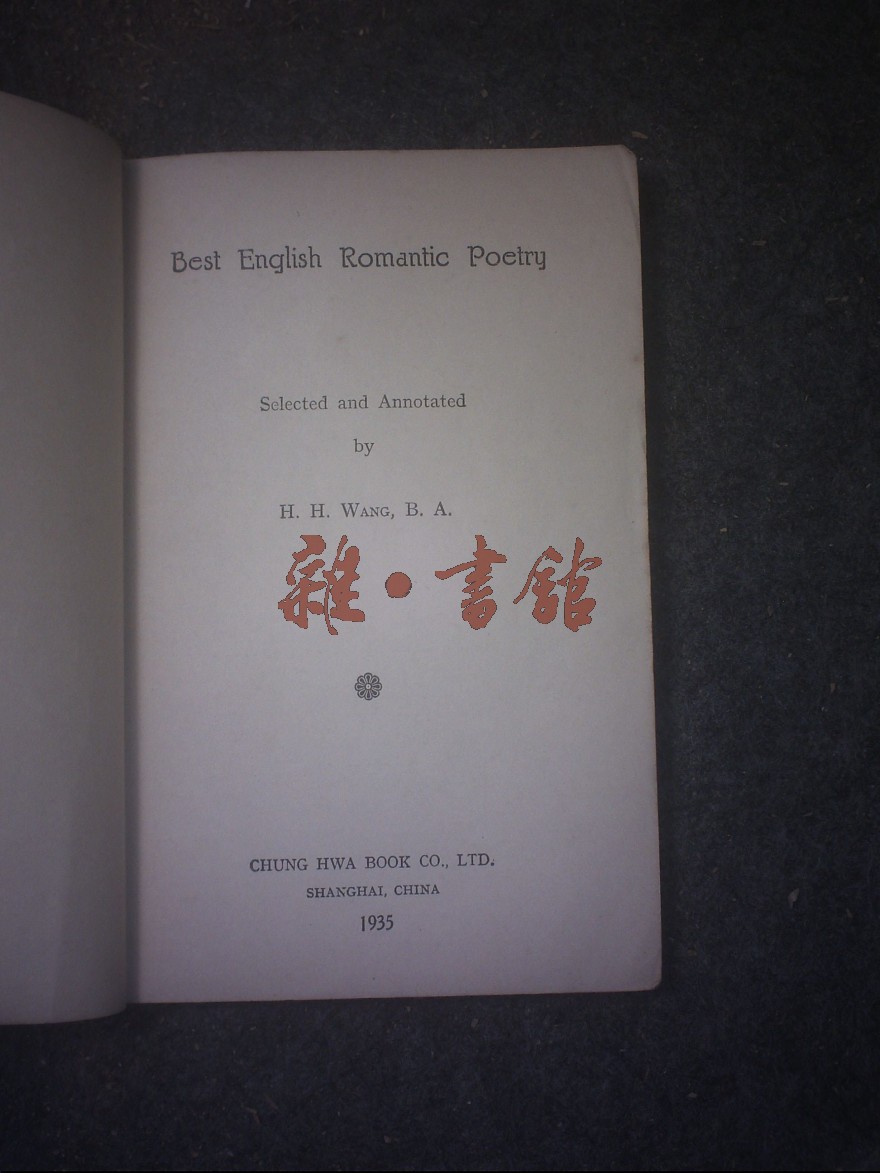 Best English Romantic Poetry
Selected and Annotated
by
H. H. WANG, B. A.
雜・書館
CHUNG HWA BOOK CO., LTD.
SHANGHAI, CHINA
1935